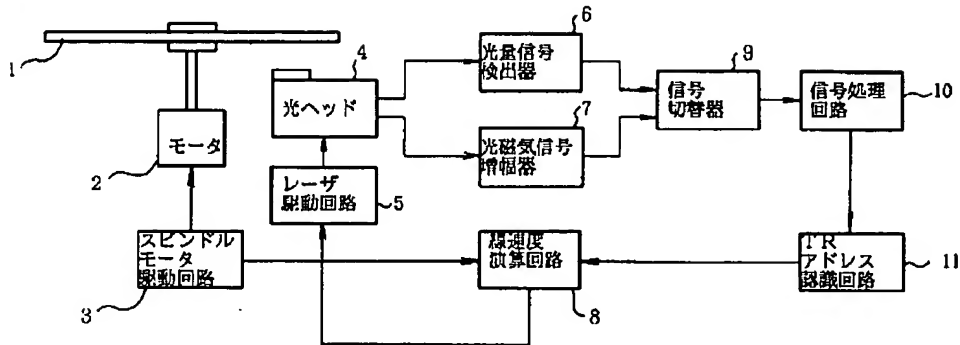 6
4
光量信号
検出器
9
1
光ヘッド
7
信号
切替器
信号処理
回路
10
モータ
光磁気信号
増幅器
2
レーザ
駆動回路
5
スピンドル
モータ
駆動回路
線速度
演算回路
TR
アドレス
認識回路
11
3
8